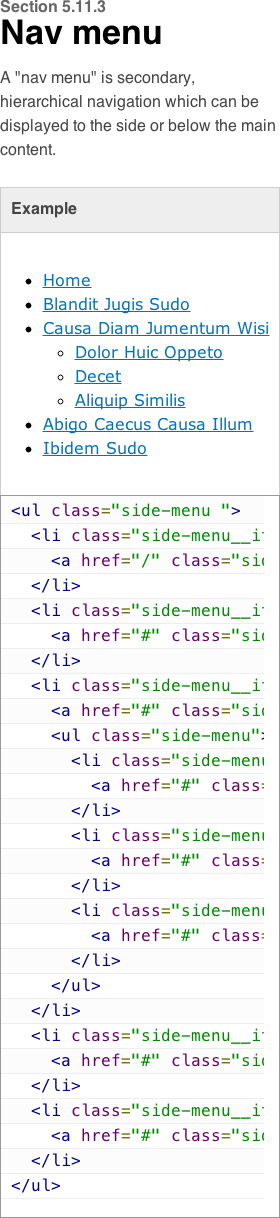 Section 5.11.3
Nav menu
A "nav menu" is secondary,
hierarchical navigation which can be
displayed to the side or below the main
content.
Example
Home
Blandit Jugis Sudo
Causa Diam Jumentum Wisi
Dolor Huic Oppeto
Decet
Aliquip Similis
Abigo Caecus Causa Illum
Ibidem Sudo
<ul class="side-menu ">
<li class="side-menu__it
<a href="/" class="sid
</li>
<li class="side-menu__it
<a href="#" class="sid
</li>
<li class="side-menu__it
<a href="#" class="sid
<ul class="side-menu">
<li class="side-menu
<a href="#" class=
</li>
<li class="side-menu
<a href="#" class=
</li>
<li class="side-menu
<a href="#" class=
</li>
</ul>
</li>
<li class="side-menu__it
<a href="#" class="sid
</li>
<li class="side-menu__it
<a href="#" class="sid
</li>
</ul>